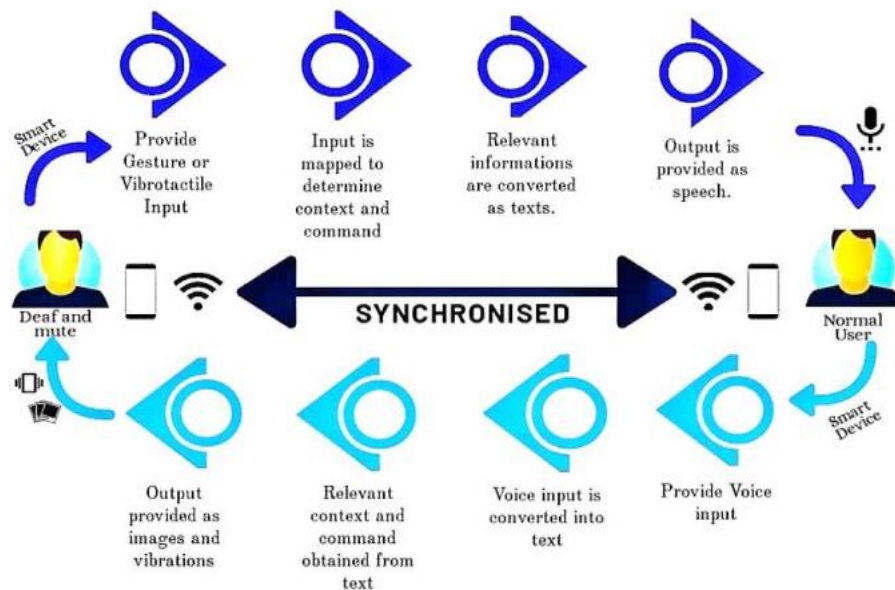 Smart
Device
Provide
Gesture or
Vibrotactile
Input
Input is
mapped to
determine
context and
command
Relevant
informations
are converted
as texts.
Output is
provided as
speech.
Deaf and
mute
SYNCHRONISED
Normal
User
Smart
Device
Output
provided as
images and
vibrations
Relevant
context and
command
obtained from
text
Voice input is
converted into
text
Provide Voice
input